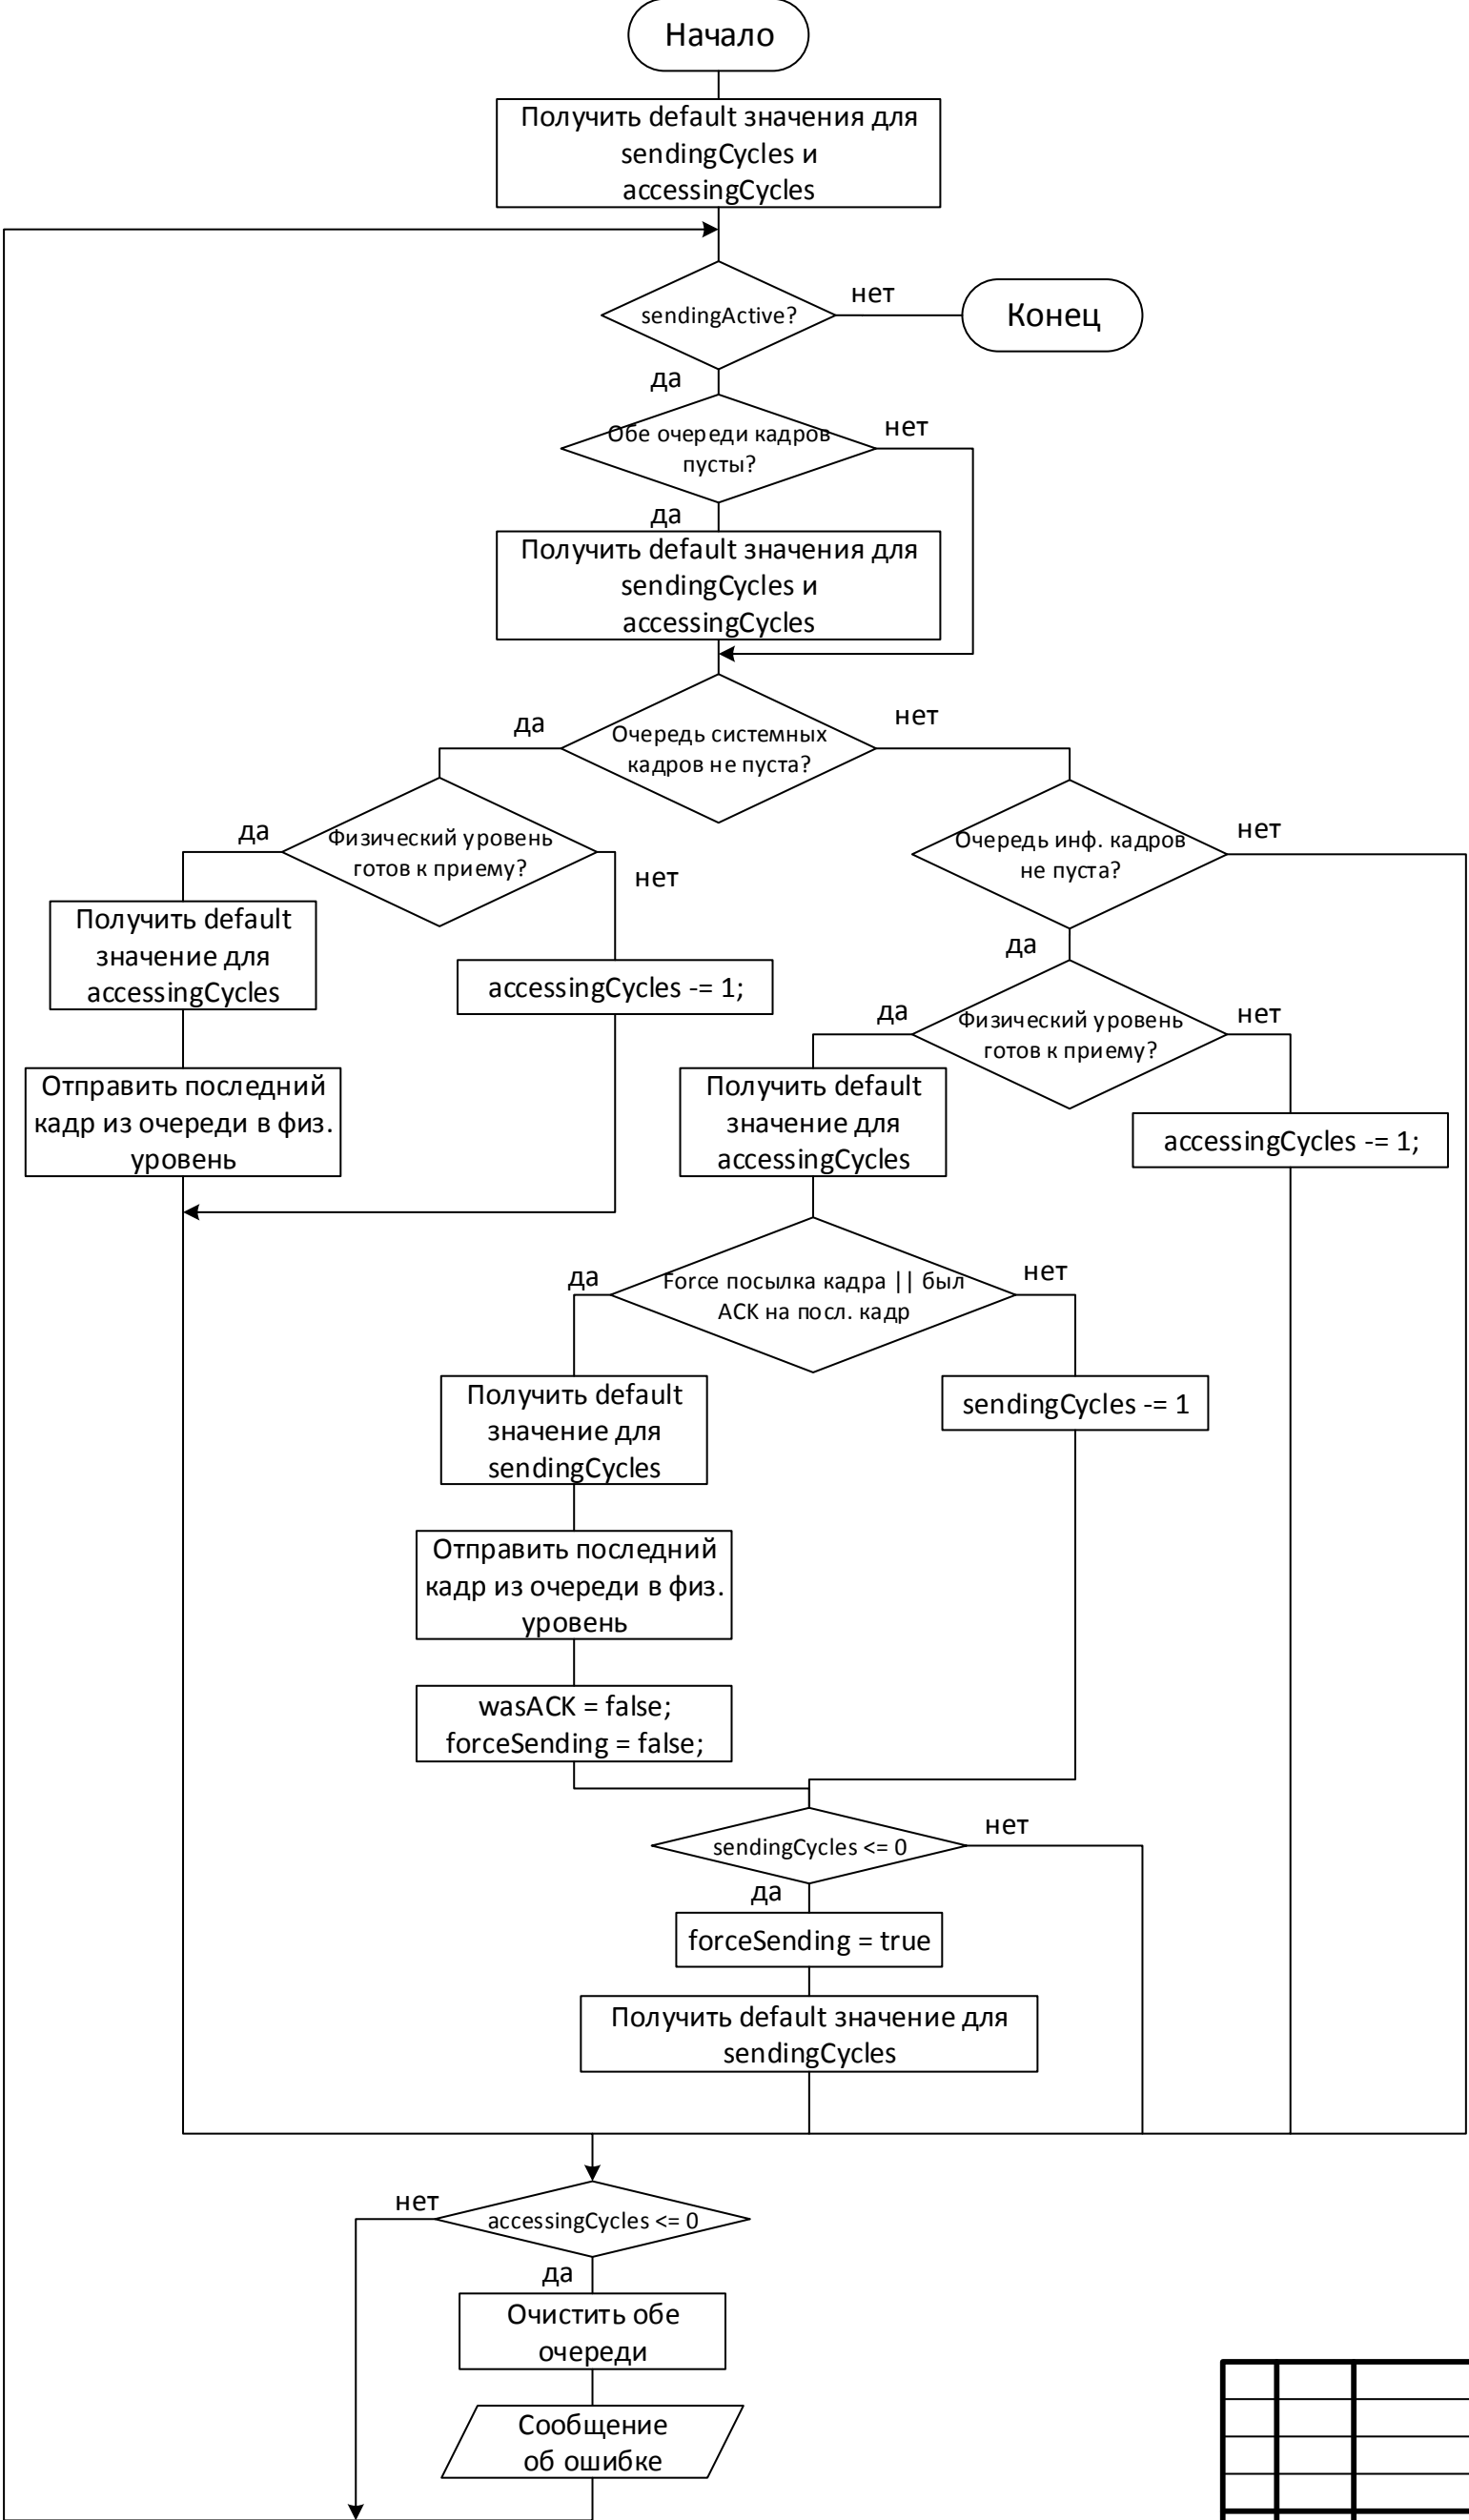 Начало
Получить default значения для
sendingCycles и
accessingCycles
sendingActive?
нет
Конец
да
Обе очереди кадров
пусты?
нет
да
Получить default значения для
sendingCycles и
accessingCycles
да
Очередь системных
кадров не пуста?
нет
да
Физический уровень
готов к приему?
нет
Очередь инф. кадров
не пуста?
нет
Получить default
значение для
accessingCycles
accessingCycles -= 1;
да
да
Физический уровень
готов к приему?
нет
Отправить последний
кадр из очереди в физ.
уровень
Получить default
значение для
accessingCycles
accessingCycles -= 1;
да
Force посылка кадра || был
ACK на посл. кадр
нет
Получить default
значение для
sendingCycles
sendingCycles -= 1
Отправить последний
кадр из очереди в физ.
уровень
wasACK = false;
forceSending = false;
sendingCycles <= 0
нет
да
forceSending = true
Получить default значение для
sendingCycles
нет
accessingCycles <= 0
да
Очистить обе
очереди
Сообщение
об ошибке